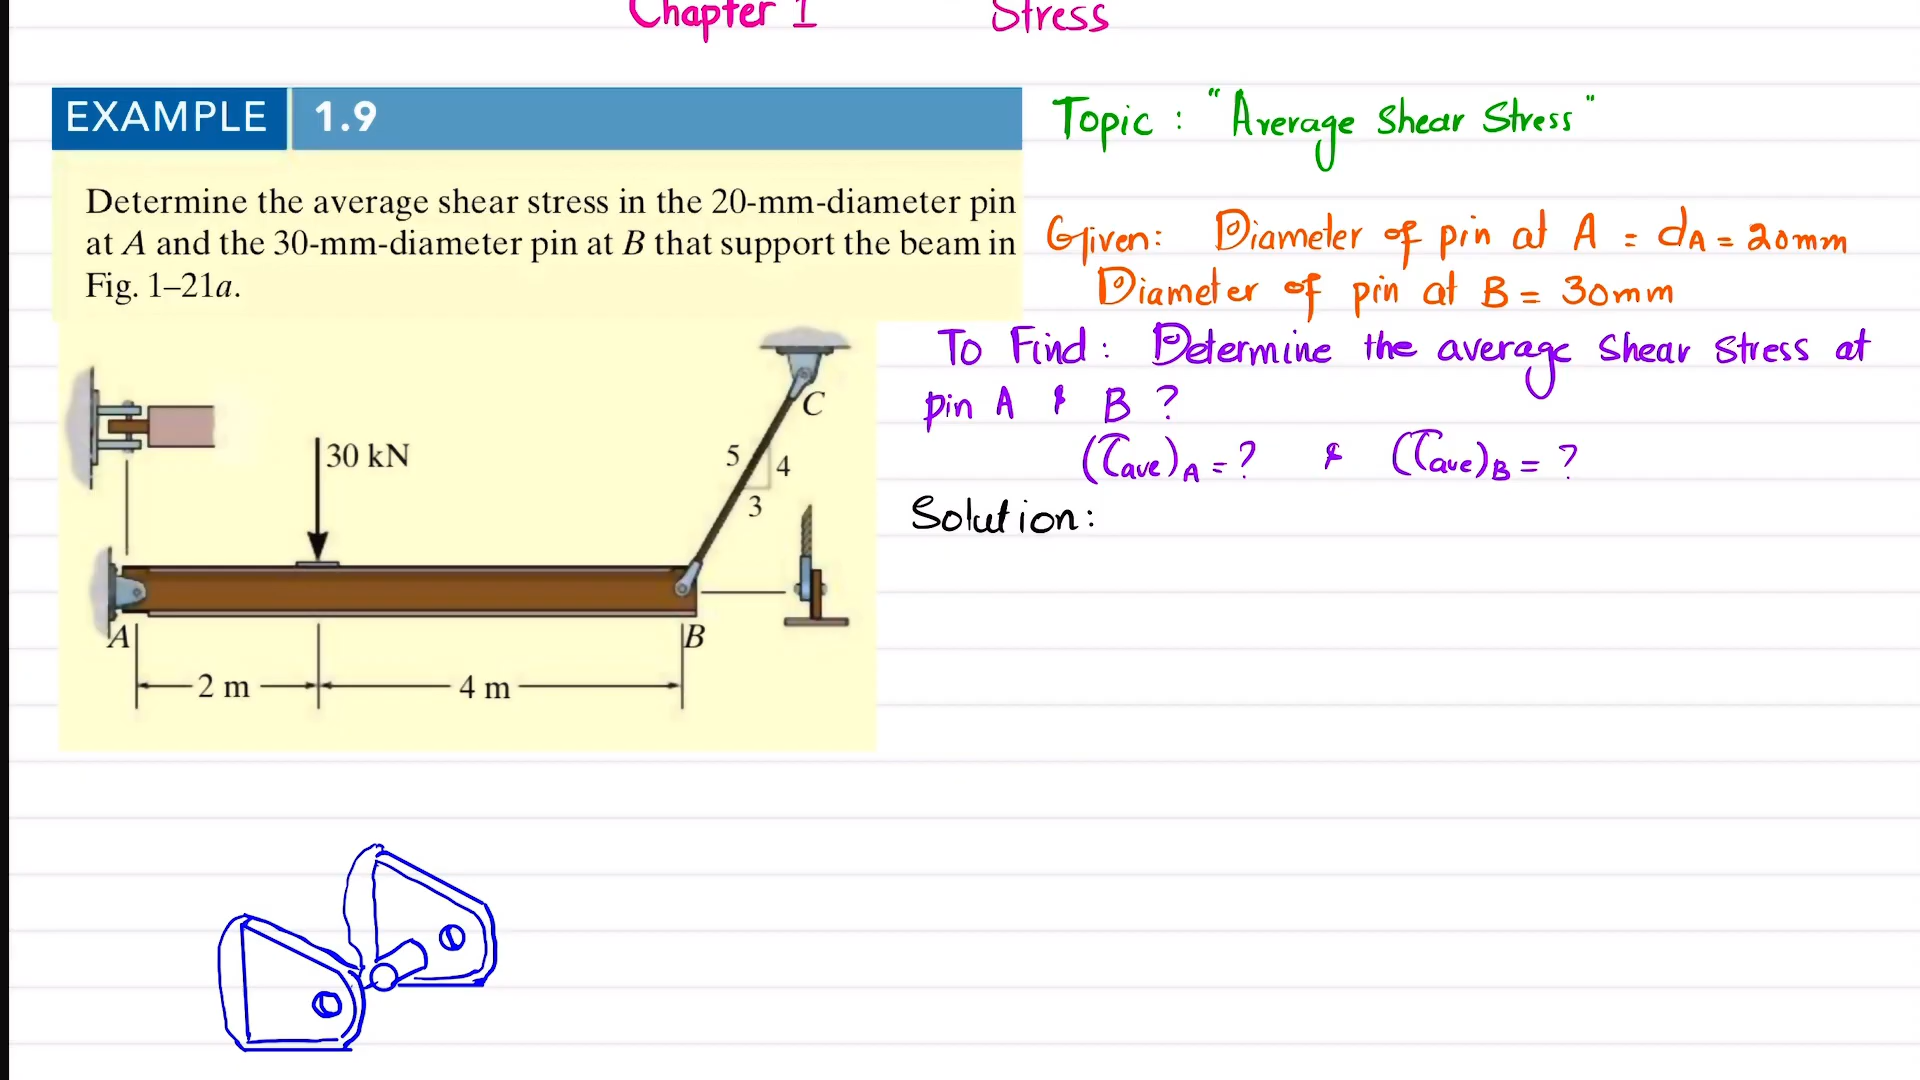 Chapter 1 Stress
EXAMPLE 1.9
Determine the average shear stress in the 20-mm-diameter pin
at A and the 30-mm-diameter pin at B that support the beam in
Fig. 1–21a.
Topic : "Average Shear Stress"
Given: Diameter of pin at A = dA = 20mm
Diameter of pin at B = 30mm
To Find: Determine the average shear stress at
pin A & B ?
(τave)A = ? & (τave)B = ?
Solution:
C
30 kN
5
4
3
A
B
2 m
4 m